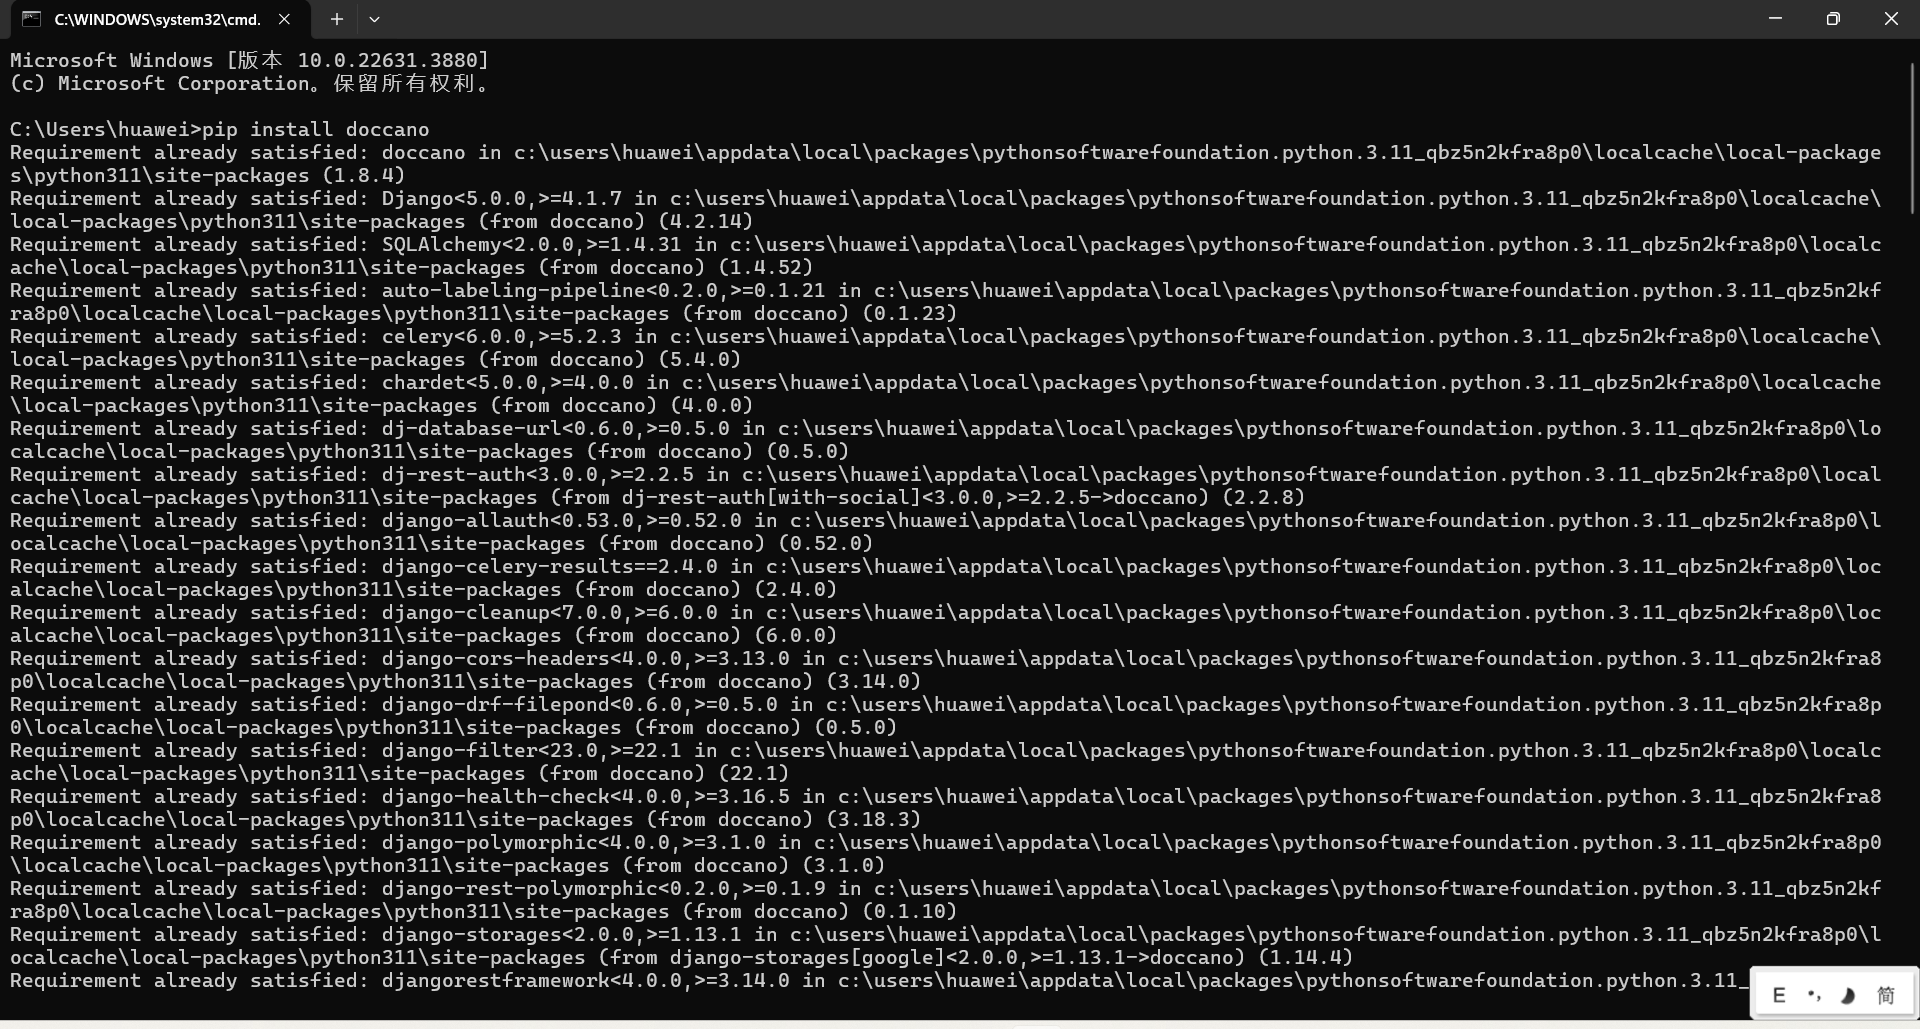 C:\WINDOWS\system32\cmd.
Microsoft Windows [版本 10.0.22631.3880]
(c) Microsoft Corporation。保留所有权利。
C:\Users\huawei>pip install doccano
Requirement already satisfied: doccano in c:\users\huawei\appdata\local\packages\pythonsoftwarefoundation.python.3.11_qbz5n2kfra8p0\localcache\local-package
s\python311\site-packages (1.8.4)
Requirement already satisfied: Django<5.0.0,>=4.1.7 in c:\users\huawei\appdata\local\packages\pythonsoftwarefoundation.python.3.11_qbz5n2kfra8p0\localcache\
local-packages\python311\site-packages (from doccano) (4.2.14)
Requirement already satisfied: SQLAlchemy<2.0.0,>=1.4.31 in c:\users\huawei\appdata\local\packages\pythonsoftwarefoundation.python.3.11_qbz5n2kfra8p0\localc
ache\local-packages\python311\site-packages (from doccano) (1.4.52)
Requirement already satisfied: auto-labeling-pipeline<0.2.0,>=0.1.21 in c:\users\huawei\appdata\local\packages\pythonsoftwarefoundation.python.3.11_qbz5n2kf
ra8p0\localcache\local-packages\python311\site-packages (from doccano) (0.1.23)
Requirement already satisfied: celery<6.0.0,>=5.2.3 in c:\users\huawei\appdata\local\packages\pythonsoftwarefoundation.python.3.11_qbz5n2kfra8p0\localcache\
local-packages\python311\site-packages (from doccano) (5.4.0)
Requirement already satisfied: chardet<5.0.0,>=4.0.0 in c:\users\huawei\appdata\local\packages\pythonsoftwarefoundation.python.3.11_qbz5n2kfra8p0\localcache
\local-packages\python311\site-packages (from doccano) (4.0.0)
Requirement already satisfied: dj-database-url<0.6.0,>=0.5.0 in c:\users\huawei\appdata\local\packages\pythonsoftwarefoundation.python.3.11_qbz5n2kfra8p0\lo
calcache\local-packages\python311\site-packages (from doccano) (0.5.0)
Requirement already satisfied: dj-rest-auth<3.0.0,>=2.2.5 in c:\users\huawei\appdata\local\packages\pythonsoftwarefoundation.python.3.11_qbz5n2kfra8p0\local
cache\local-packages\python311\site-packages (from dj-rest-auth[with-social]<3.0.0,>=2.2.5->doccano) (2.2.8)
Requirement already satisfied: django-allauth<0.53.0,>=0.52.0 in c:\users\huawei\appdata\local\packages\pythonsoftwarefoundation.python.3.11_qbz5n2kfra8p0\l
ocalcache\local-packages\python311\site-packages (from doccano) (0.52.0)
Requirement already satisfied: django-celery-results==2.4.0 in c:\users\huawei\appdata\local\packages\pythonsoftwarefoundation.python.3.11_qbz5n2kfra8p0\loc
alcache\local-packages\python311\site-packages (from doccano) (2.4.0)
Requirement already satisfied: django-cleanup<7.0.0,>=6.0.0 in c:\users\huawei\appdata\local\packages\pythonsoftwarefoundation.python.3.11_qbz5n2kfra8p0\loc
alcache\local-packages\python311\site-packages (from doccano) (6.0.0)
Requirement already satisfied: django-cors-headers<4.0.0,>=3.13.0 in c:\users\huawei\appdata\local\packages\pythonsoftwarefoundation.python.3.11_qbz5n2kfra8
p0\localcache\local-packages\python311\site-packages (from doccano) (3.14.0)
Requirement already satisfied: django-drf-filepond<0.6.0,>=0.5.0 in c:\users\huawei\appdata\local\packages\pythonsoftwarefoundation.python.3.11_qbz5n2kfra8p
0\localcache\local-packages\python311\site-packages (from doccano) (0.5.0)
Requirement already satisfied: django-filter<23.0,>=22.1 in c:\users\huawei\appdata\local\packages\pythonsoftwarefoundation.python.3.11_qbz5n2kfra8p0\localc
ache\local-packages\python311\site-packages (from doccano) (22.1)
Requirement already satisfied: django-health-check<4.0.0,>=3.16.5 in c:\users\huawei\appdata\local\packages\pythonsoftwarefoundation.python.3.11_qbz5n2kfra8
p0\localcache\local-packages\python311\site-packages (from doccano) (3.18.3)
Requirement already satisfied: django-polymorphic<4.0.0,>=3.1.0 in c:\users\huawei\appdata\local\packages\pythonsoftwarefoundation.python.3.11_qbz5n2kfra8p0
\localcache\local-packages\python311\site-packages (from doccano) (3.1.0)
Requirement already satisfied: django-rest-polymorphic<0.2.0,>=0.1.9 in c:\users\huawei\appdata\local\packages\pythonsoftwarefoundation.python.3.11_qbz5n2kf
ra8p0\localcache\local-packages\python311\site-packages (from doccano) (0.1.10)
Requirement already satisfied: django-storages<2.0.0,>=1.13.1 in c:\users\huawei\appdata\local\packages\pythonsoftwarefoundation.python.3.11_qbz5n2kfra8p0\l
ocalcache\local-packages\python311\site-packages (from django-storages[google]<2.0.0,>=1.13.1->doccano) (1.14.4)
Requirement already satisfied: djangorestframework<4.0.0,>=3.14.0 in c:\users\huawei\appdata\local\packages\pythonsoftwarefoundation.python.3.11_
E 简